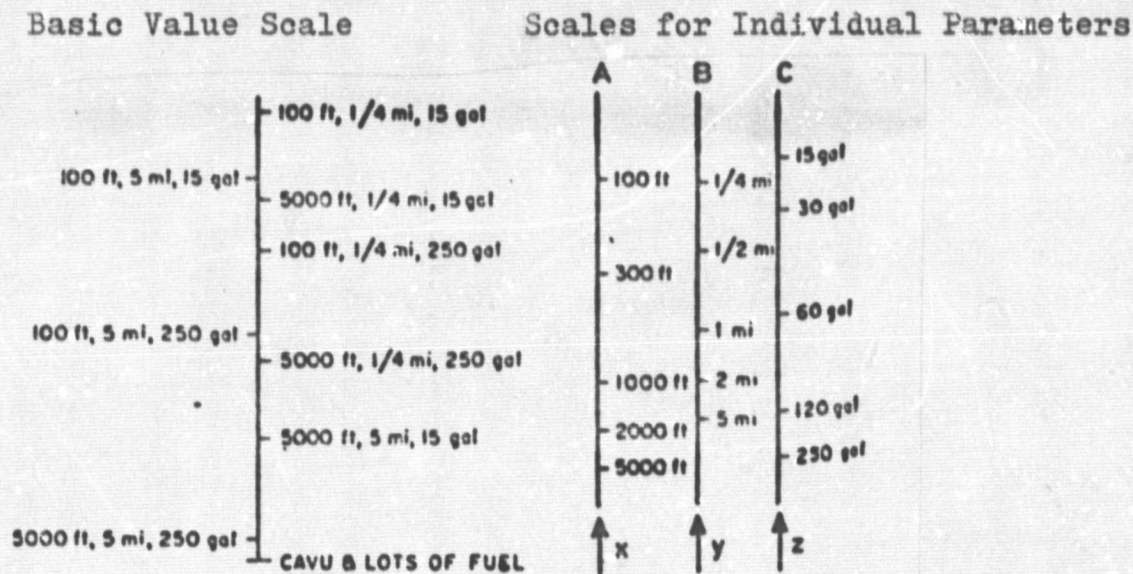 Basic Value Scale
Scales for Individual Parameters
100 ft, 1/4 mi, 15 gal
100 ft, 5 mi, 15 gal
5000 ft, 1/4 mi, 15 gal
100 ft, 1/4 mi, 250 gal
100 ft, 5 mi, 250 gal
5000 ft, 1/4 mi, 250 gal
5000 ft, 5 mi, 15 gal
5000 ft, 5 mi, 250 gal
CAVU & LOTS OF FUEL
A
100 ft
300 ft
1000 ft
2000 ft
5000 ft
x
B
1/4 mi
1/2 mi
1 mi
2 mi
5 mi
y
C
15 gal
30 gal
60 gal
120 gal
250 gal
z